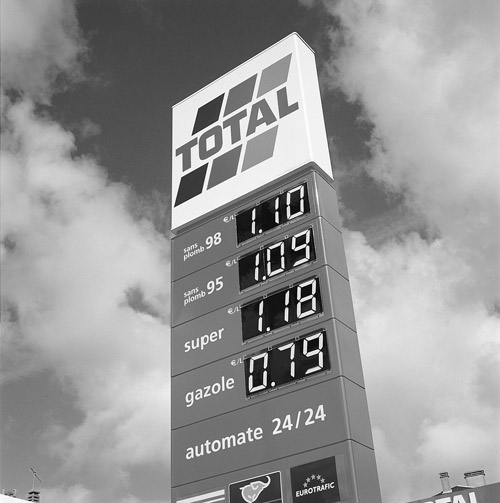 TOTAL
sans plomb 98 €/L 1.10
sans plomb 95 €/L 1.09
super €/L 1.18
gazole €/L 0.79
automate 24/24
EUROTRAFIC
TAL